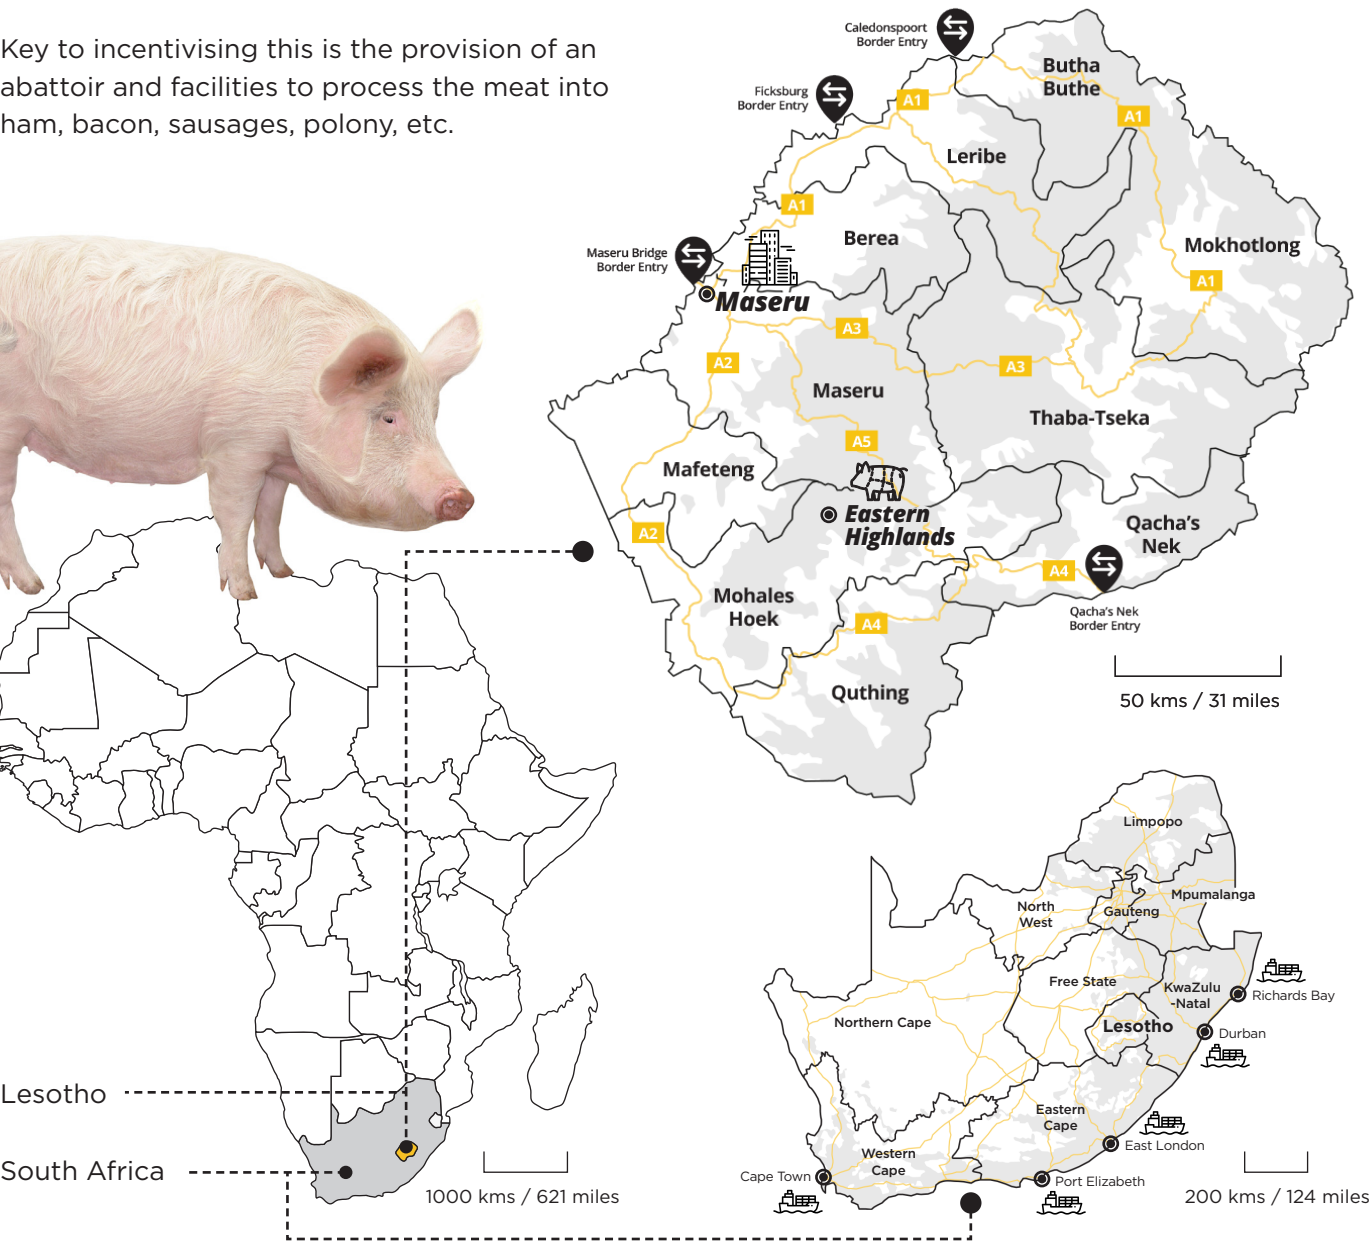 Key to incentivising this is the provision of an
abattoir and facilities to process the meat into
ham, bacon, sausages, polony, etc.
Caledonspoort
Border Entry
Ficksburg
Border Entry
Butha
Buthe
A1
A1
Leribe
A1
Berea
Mokhotlong
Maseru Bridge
Border Entry
A1
Maseru
A3
A2
A3
Maseru
Thaba-Tseka
A5
Mafeteng
Eastern
Highlands
Qacha's
Nek
A2
A4
Mohales
Hoek
A4
Qacha's Nek
Border Entry
Quthing
50 kms / 31 miles
Lesotho
South Africa
1000 kms / 621 miles
Limpopo
North
West
Gauteng
Mpumalanga
Free State
KwaZulu
-Natal
Richards Bay
Northern Cape
Lesotho
Durban
Eastern
Cape
East London
Western
Cape
Cape Town
Port Elizabeth
200 kms / 124 miles